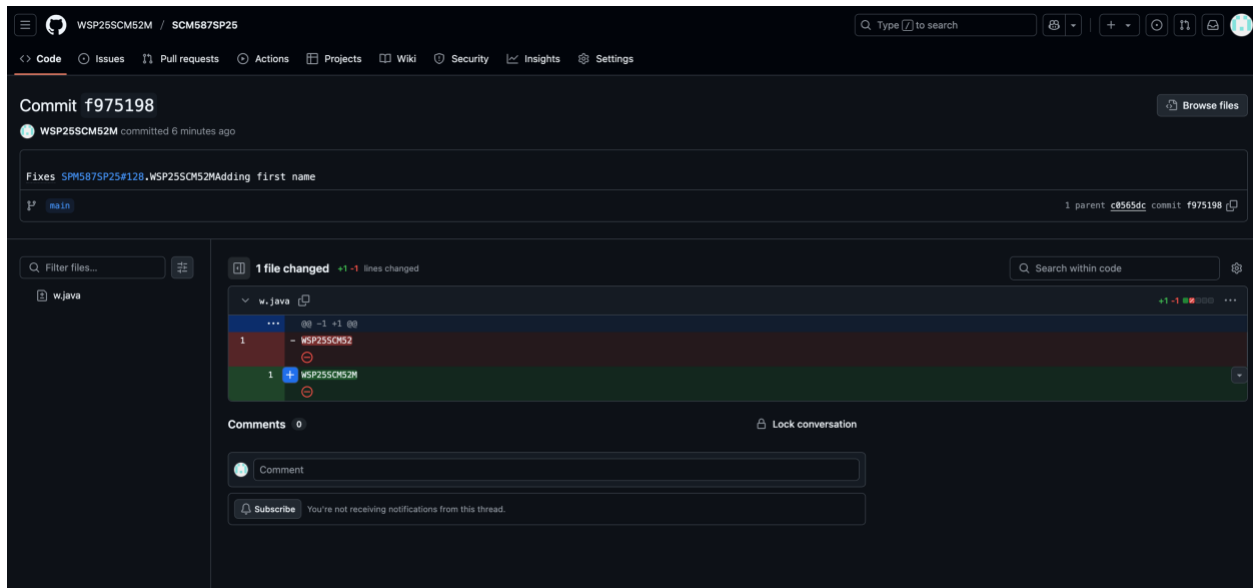 WSP25SCM52M / SCM587SP25
Type / to search
Code Issues Pull requests Actions Projects Wiki Security Insights Settings
Commit f975198
Browse files
WSP25SCM52M committed 6 minutes ago
Fixes SPM587SP25#128.WSP25SCM52MAdding first name
main
1 parent c0565dc commit f975198
Filter files...
w.java
1 file changed +1 -1 lines changed
Search within code
w.java
+1 -1
@@ -1 +1 @@
1 - WSP25SCM52
1 + WSP25SCM52M
Comments 0
Lock conversation
Comment
Subscribe You're not receiving notifications from this thread.